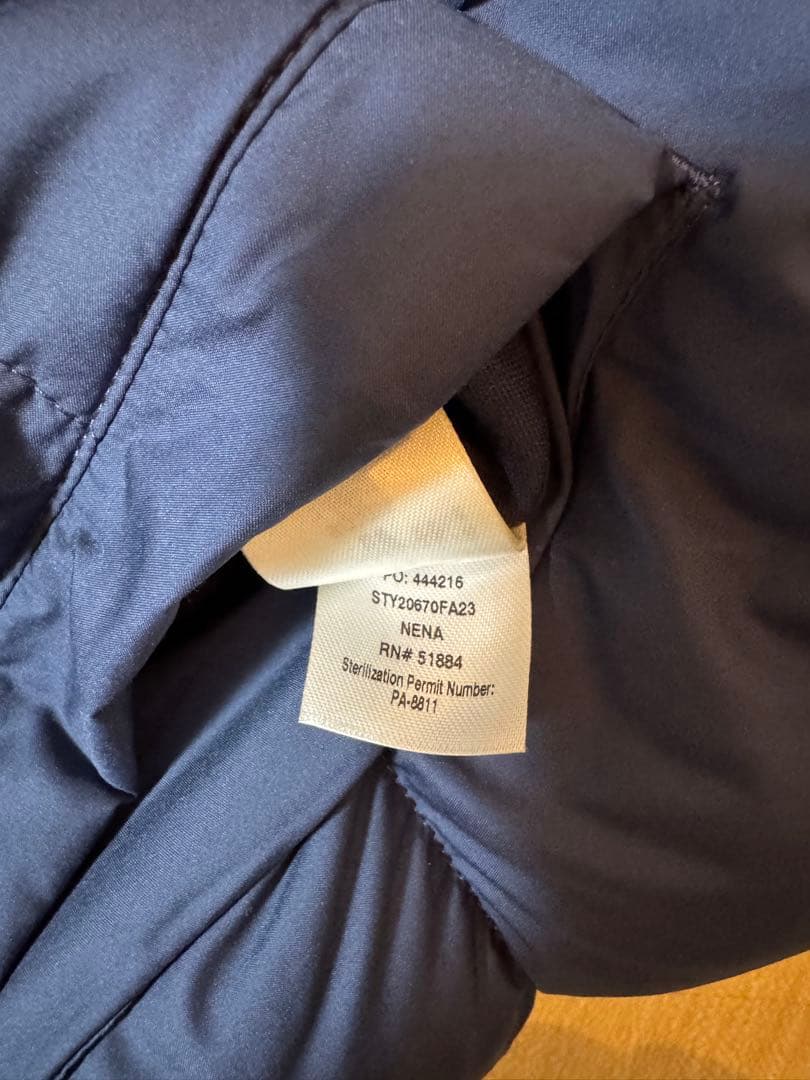 PO: 444216
STY20670FA23
NENA
RN# 51884
Sterilization Permit Number:
PA-8811